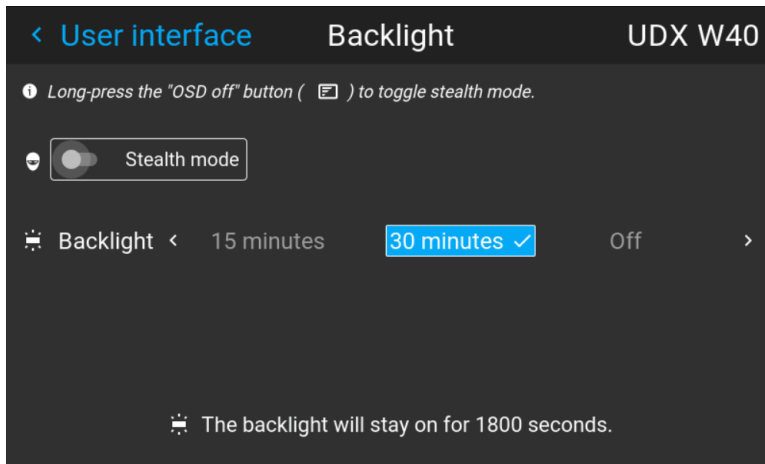 User interface Backlight UDX W40
Long-press the "OSD off" button ( ) to toggle stealth mode.
Stealth mode
Backlight 15 minutes 30 minutes Off
The backlight will stay on for 1800 seconds.